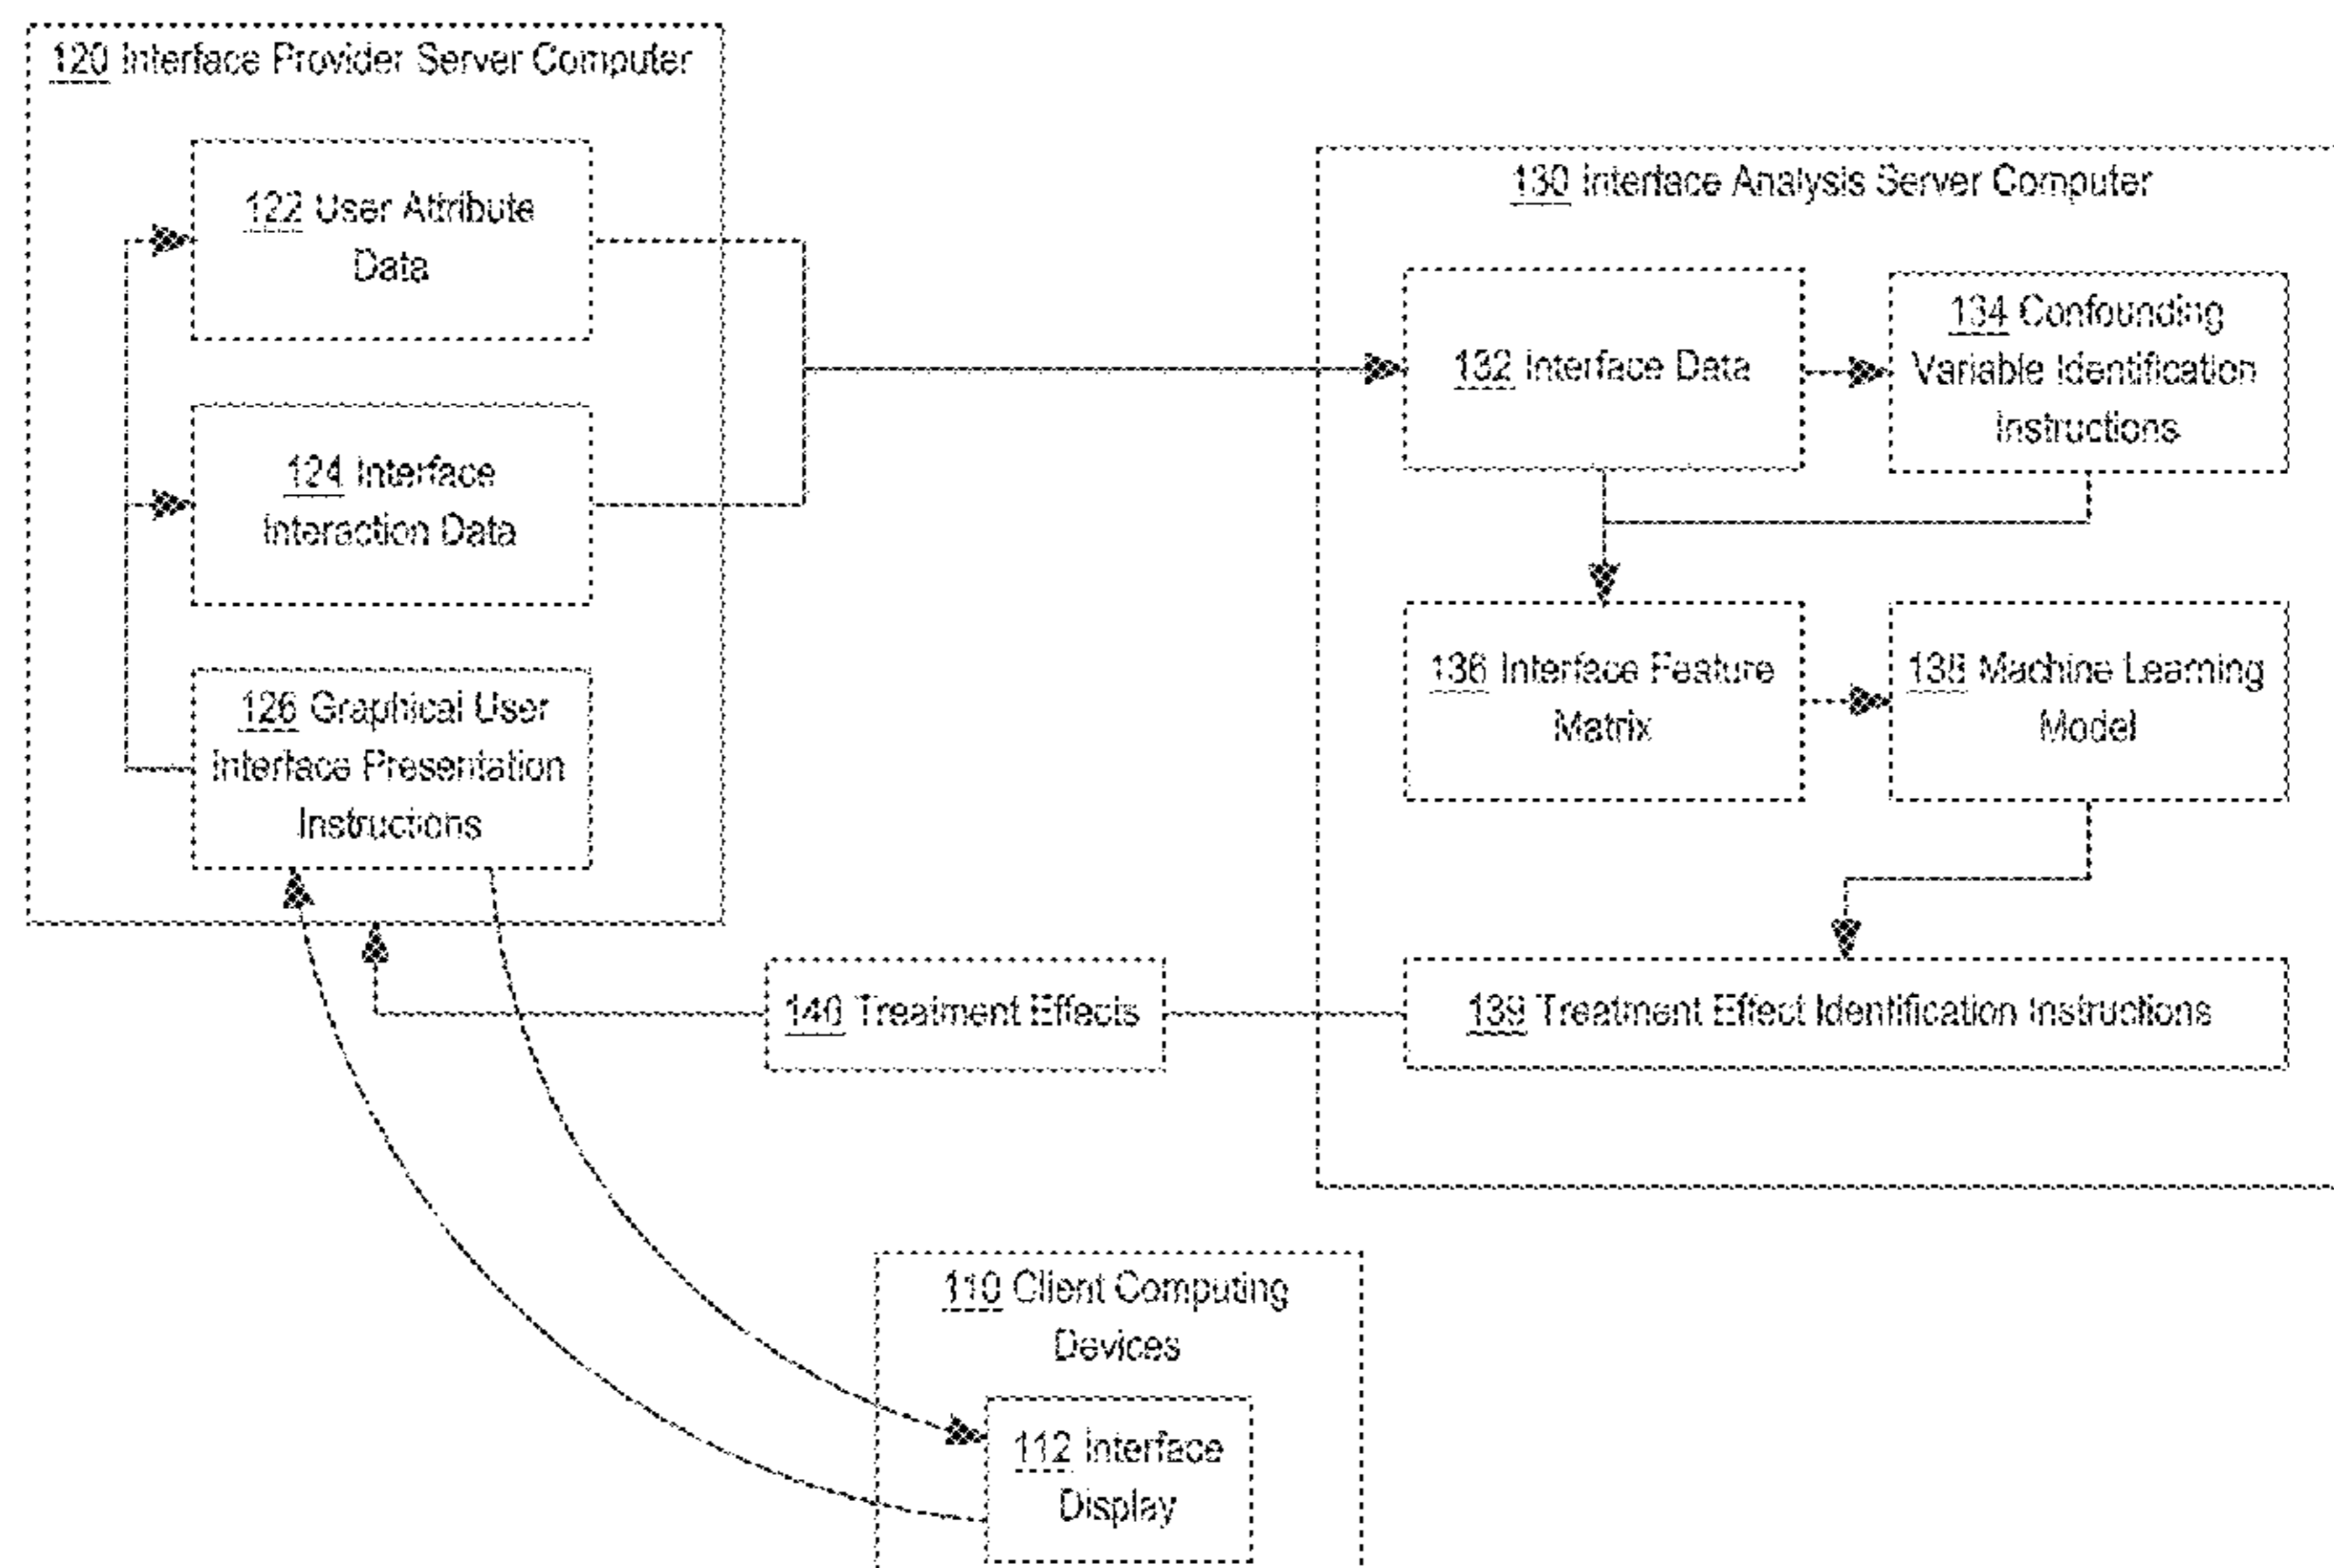 120 Interface Provider Server Computer
122 User Attribute
Data
124 Interface
Interaction Data
126 Graphical User
Interface Presentation
Instructions
130 Interface Analysis Server Computer
132 Interface Data
134 Confounding
Variable Identification
Instructions
136 Interface Feature
Matrix
138 Machine Learning
Model
139 Treatment Effect Identification Instructions
140 Treatment Effects
110 Client Computing
Devices
112 Interface
Display